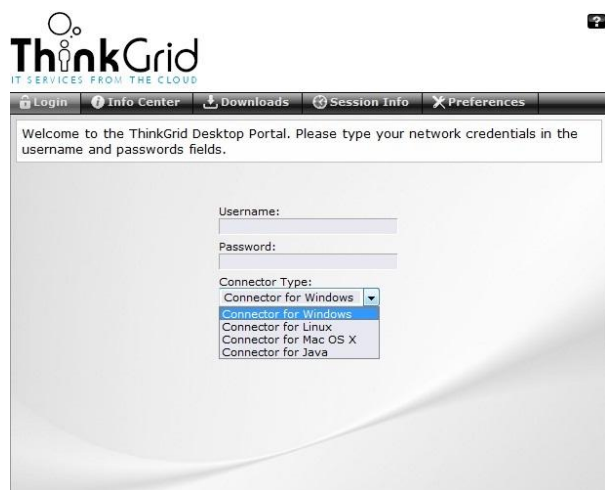 ?
ThinkGrid
IT SERVICES FROM THE CLOUD
Login Info Center Downloads Session Info Preferences
Welcome to the ThinkGrid Desktop Portal. Please type your network credentials in the
username and passwords fields.
Username:
Password:
Connector Type:
Connector for Windows
Connector for Windows
Connector for Linux
Connector for Mac OS X
Connector for Java